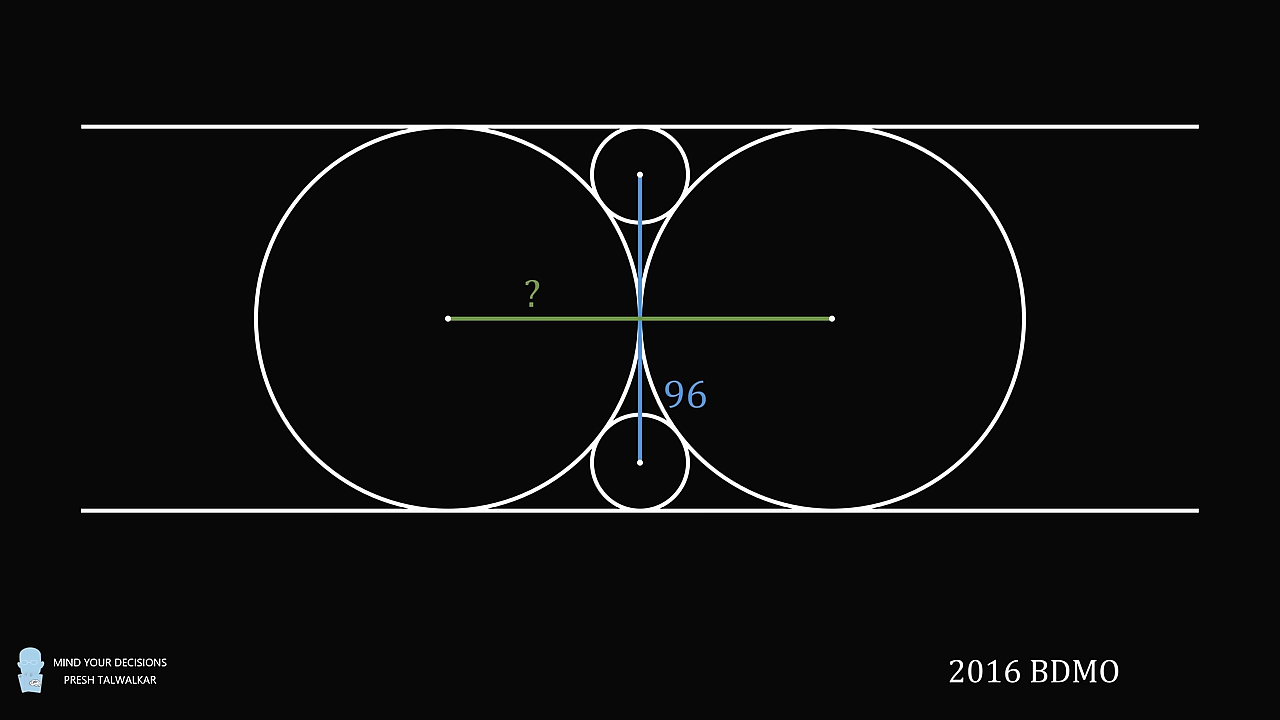 ?
96
MIND YOUR DECISIONS
PRESH TALWALKAR
2016 BDMO